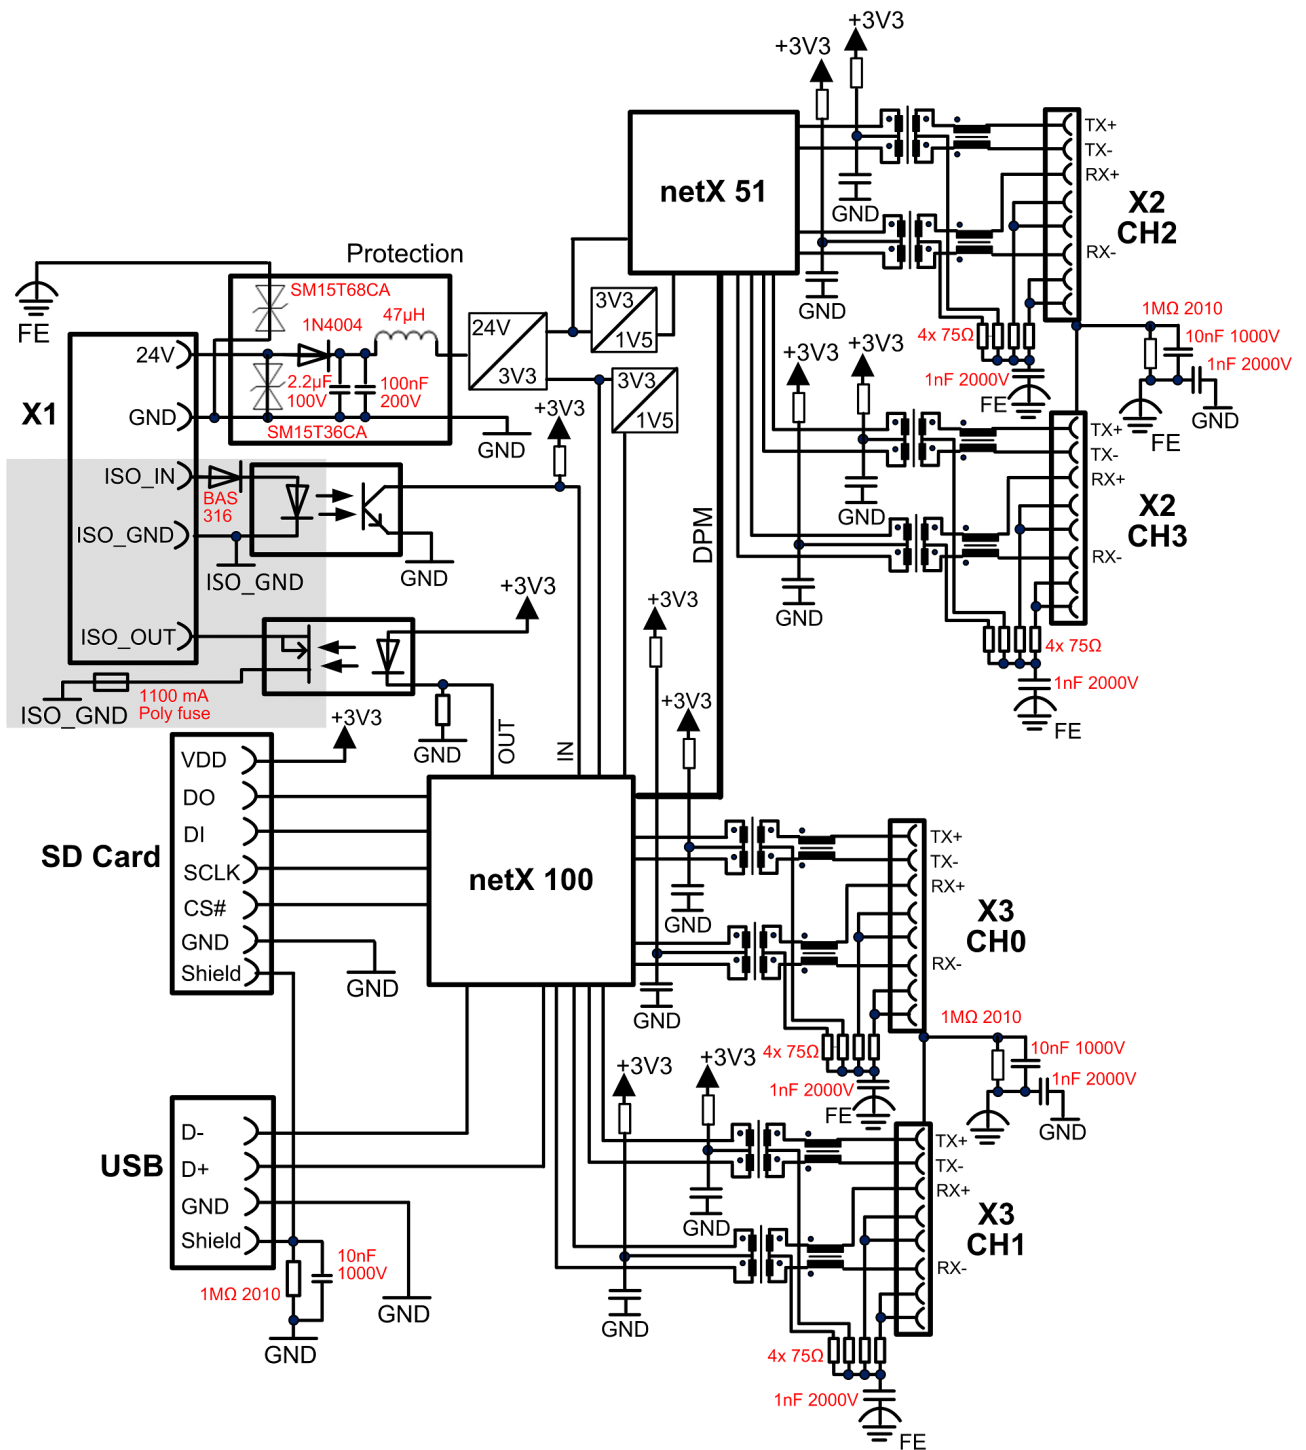 +3V3
+3V3
netX 51
TX+
TX-
RX+
RX-
X2
CH2
GND
GND
Protection
FE
SM15T68CA
1N4004
47µH
24V
2.2µF
100V
100nF
200V
GND
SM15T36CA
GND
X1
24V
3V3
3V3
1V5
3V3
1V5
4x 75Ω
1nF 2000V
FE
1MΩ 2010
10nF 1000V
1nF 2000V
GND
FE
+3V3
+3V3
GND
GND
TX+
TX-
RX+
RX-
X2
CH3
4x 75Ω
1nF 2000V
FE
+3V3
ISO_IN
BAS
316
ISO_GND
ISO_GND
GND
DPM
+3V3
ISO_OUT
1100 mA
Poly fuse
ISO_GND
GND
OUT
IN
+3V3
+3V3
+3V3
SD Card
VDD
DO
DI
SCLK
CS#
GND
Shield
GND
netX 100
GND
GND
TX+
TX-
RX+
RX-
X3
CH0
4x 75Ω
1nF 2000V
FE
1MΩ 2010
10nF 1000V
1nF 2000V
GND
+3V3
+3V3
USB
D-
D+
GND
Shield
10nF
1000V
1MΩ 2010
GND
GND
GND
GND
TX+
TX-
RX+
RX-
X3
CH1
4x 75Ω
1nF 2000V
FE